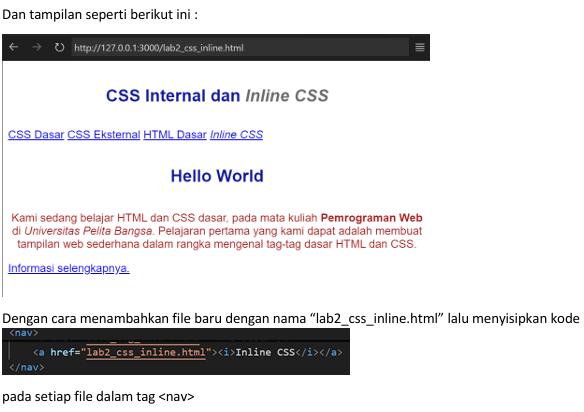 Dan tampilan seperti berikut ini :
http://127.0.0.1:3000/lab2_css_inline.html
CSS Internal dan Inline CSS
CSS Dasar CSS Eksternal HTML Dasar Inline CSS
Hello World
Kami sedang belajar HTML dan CSS dasar, pada mata kuliah Pemrograman Web
di Universitas Pelita Bangsa. Pelajaran pertama yang kami dapat adalah membuat
tampilan web sederhana dalam rangka mengenal tag-tag dasar HTML dan CSS.
Informasi selengkapnya.
Dengan cara menambahkan file baru dengan nama “lab2_css_inline.html” lalu menyisipkan kode
<nav>
<a href="lab2_css_inline.html"><i>Inline CSS</i></a>
</nav>
pada setiap file dalam tag <nav>